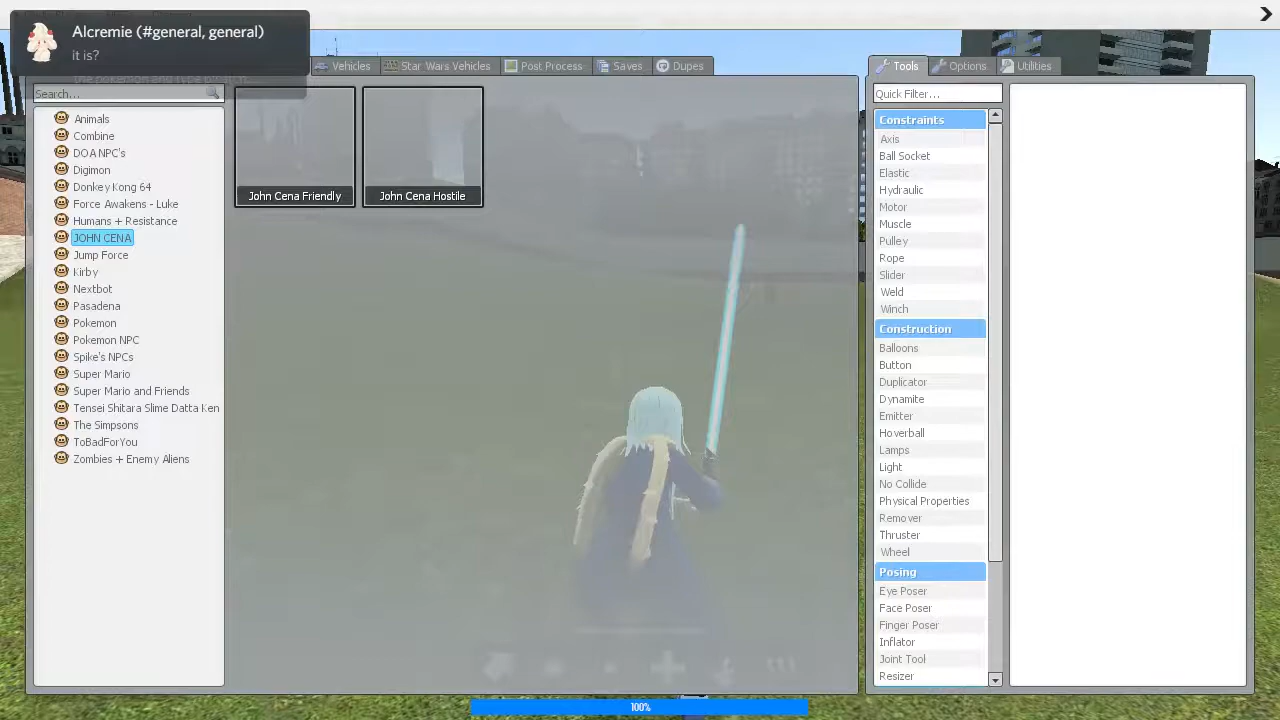 Alcremie (#general, general)
it is?
Vehicles
Star Wars Vehicles
Post Process
Saves
Dupes
Tools
Options
Utilities
Search...
Quick Filter...
Animals
Combine
DOA NPC's
Digimon
Donkey Kong 64
Force Awakens - Luke
Humans + Resistance
JOHN CENA
Jump Force
Kirby
Nextbot
Pasadena
Pokemon
Pokemon NPC
Spike's NPCs
Super Mario
Super Mario and Friends
Tensei Shitara Slime Datta Ken
The Simpsons
ToBadForYou
Zombies + Enemy Aliens
John Cena Friendly
John Cena Hostile
Constraints
Axis
Ball Socket
Elastic
Hydraulic
Motor
Muscle
Pulley
Rope
Slider
Weld
Winch
Construction
Balloons
Button
Duplicator
Dynamite
Emitter
Hoverball
Lamps
Light
No Collide
Physical Properties
Remover
Thruster
Wheel
Posing
Eye Poser
Face Poser
Finger Poser
Inflator
Joint Tool
Resizer
100%